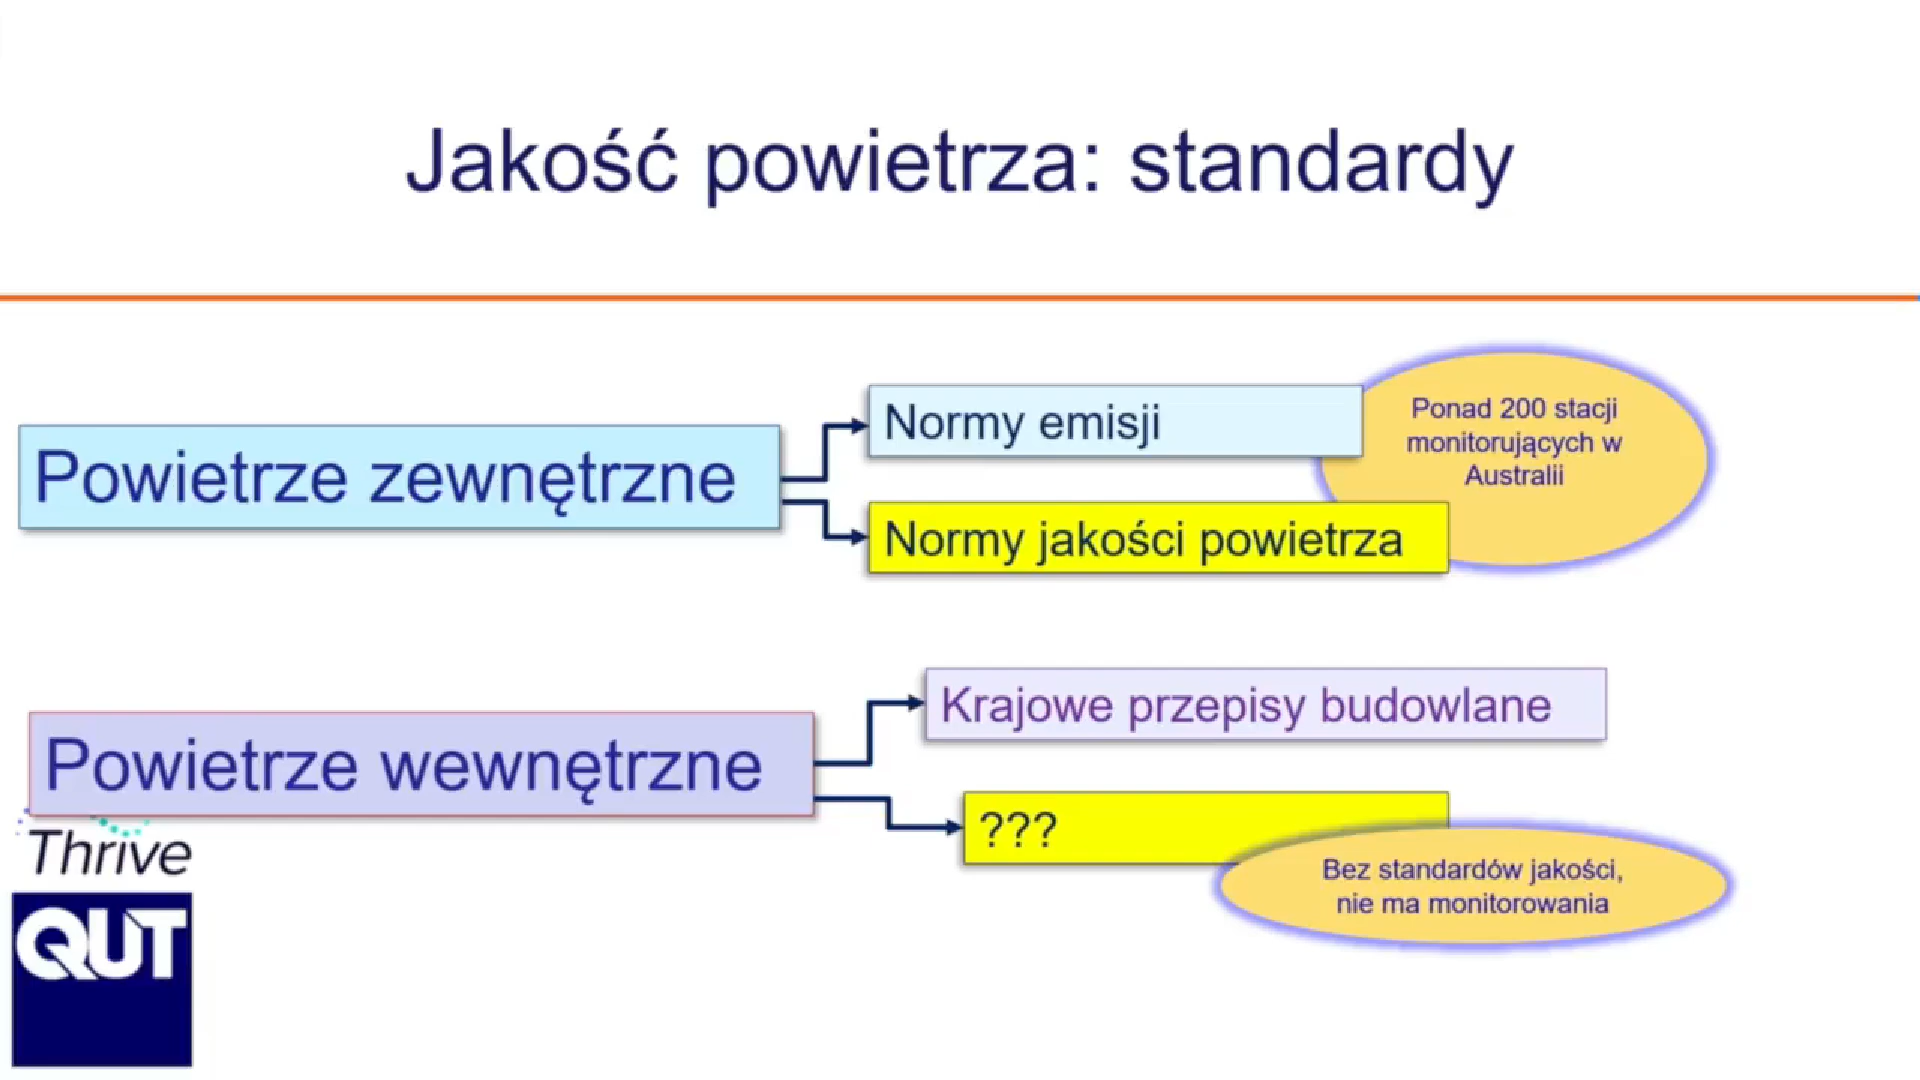 Jakość powietrza: standardy
Powietrze zewnętrzne
Normy emisji
Normy jakości powietrza
Ponad 200 stacji
monitorujących w
Australii
Powietrze wewnętrzne
Krajowe przepisy budowlane
???
Bez standardów jakości,
nie ma monitorowania
Thrive
QUT